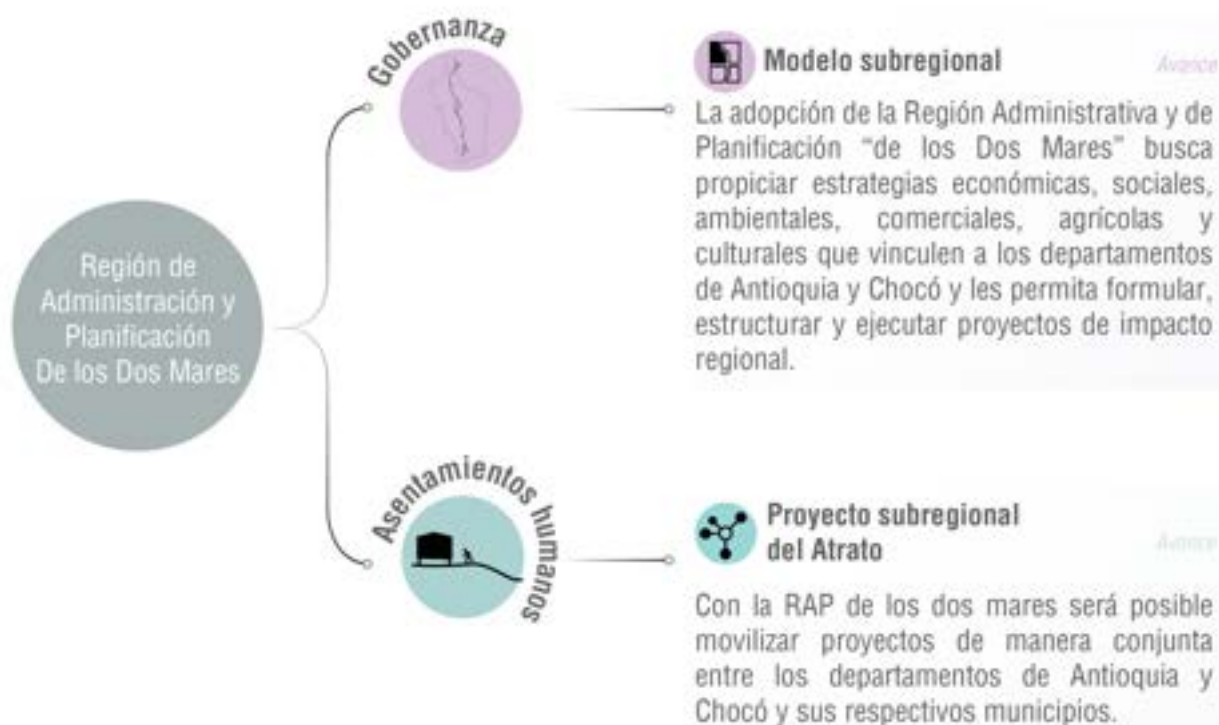 Región de
Administración y
Planificación
De los Dos Mares
Gobernanza
Modelo subregional
Avance
La adopción de la Región Administrativa y de
Planificación “de los Dos Mares” busca
propiciar estrategias económicas, sociales,
ambientales, comerciales, agrícolas y
culturales que vinculen a los departamentos
de Antioquia y Chocó y les permita formular,
estructurar y ejecutar proyectos de impacto
regional.
Asentamientos humanos
Proyecto subregional
del Atrato
Avance
Con la RAP de los dos mares será posible
movilizar proyectos de manera conjunta
entre los departamentos de Antioquia y
Chocó y sus respectivos municipios.